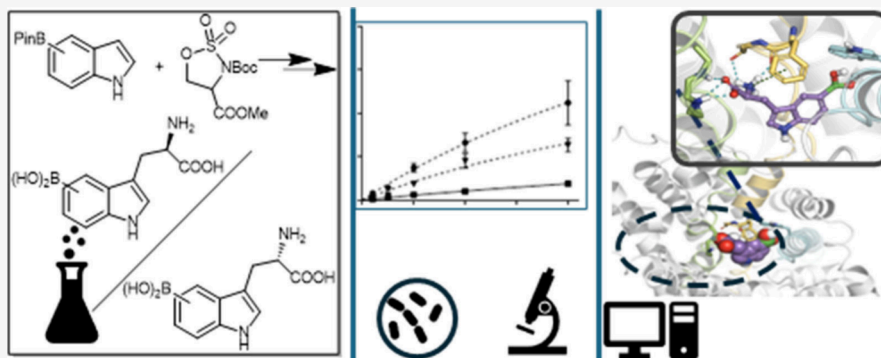 PinB
N
H
+
O
O
O
S
NBoc
COOMe
NH₂
COOH
(HO)₂B
N
H
NH₂
COOH
(HO)₂B
N
H